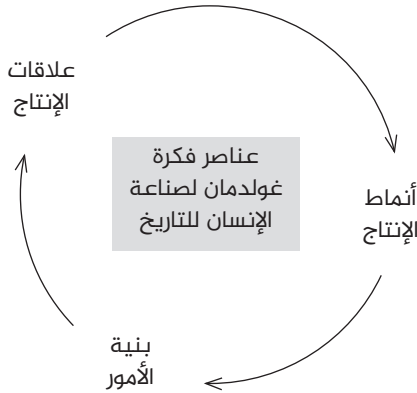 علاقات
الإنتاج
عناصر فكرة
غولدمان لصناعة
الإنسان للتاريخ
أنماط
الإنتاج
بنية
الأمور